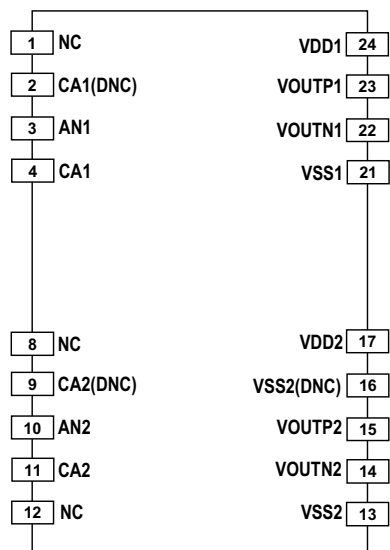 1 NC VDD1 24
2 CA1(DNC) VOUTP1 23
3 AN1 VOUTN1 22
4 CA1 VSS1 21
8 NC VDD2 17
9 CA2(DNC) VSS2(DNC) 16
10 AN2 VOUTP2 15
11 CA2 VOUTN2 14
12 NC VSS2 13